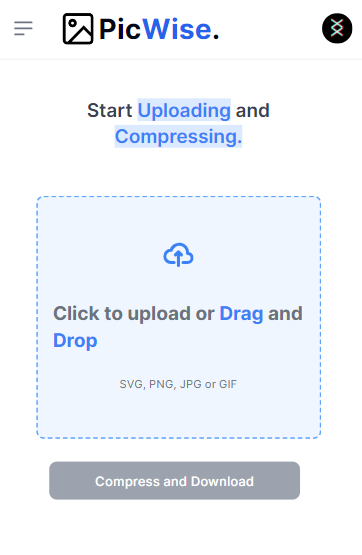 PicWise.
Start Uploading and
Compressing.
Click to upload or Drag and
Drop
SVG, PNG, JPG or GIF
Compress and Download